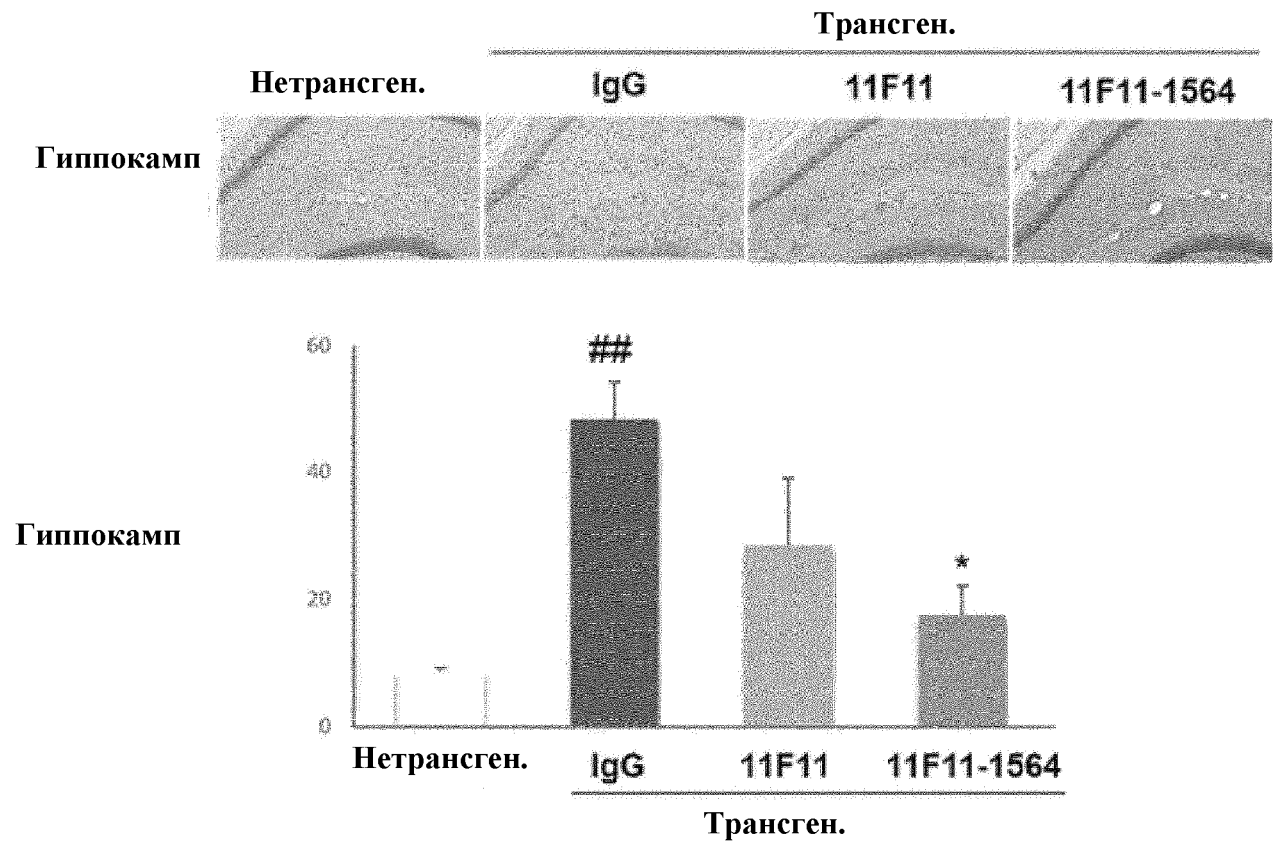 Трансген.
Нетрансген. IgG 11F11 11F11-1564
Гиппокамп
60
##
40
Гиппокамп
*
20
0
Нетрансген. IgG 11F11 11F11-1564
Трансген.